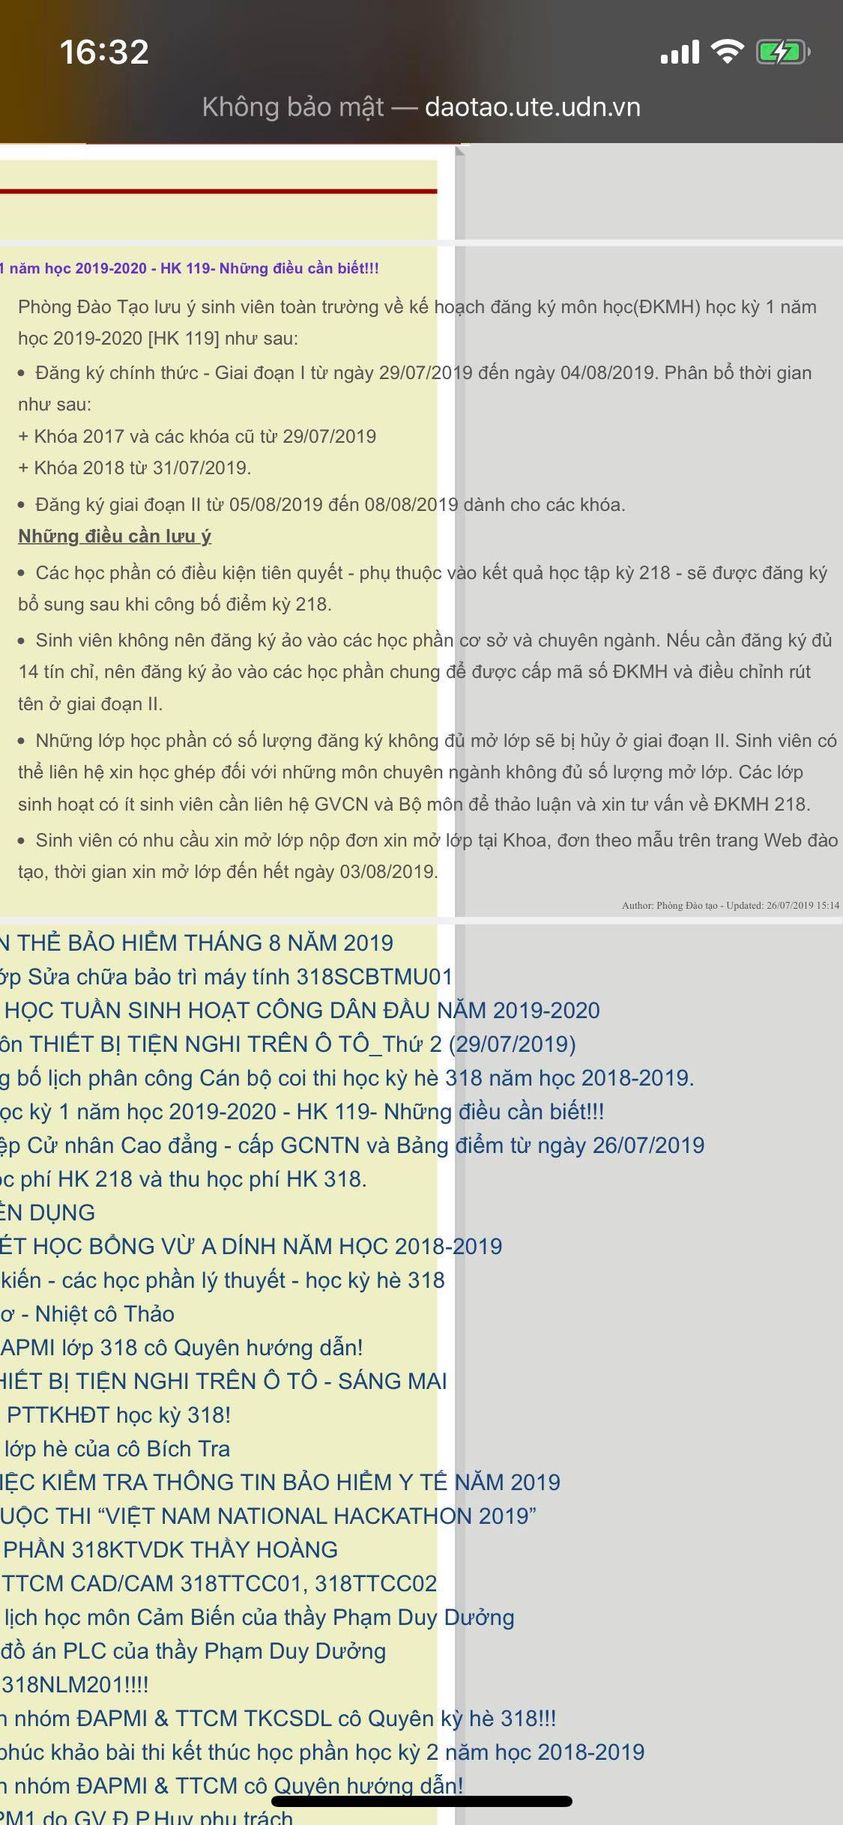 16:32
Không bảo mật — daotao.ute.udn.vn
1 năm học 2019-2020 - HK 119- Những điều cần biết!!!
Phòng Đào Tạo lưu ý sinh viên toàn trường về kế hoạch đăng ký môn học(ĐKMH) học kỳ 1 năm
học 2019-2020 [HK 119] như sau:
• Đăng ký chính thức - Giai đoạn I từ ngày 29/07/2019 đến ngày 04/08/2019. Phân bổ thời gian
như sau:
+ Khóa 2017 và các khóa cũ từ 29/07/2019
+ Khóa 2018 từ 31/07/2019.
• Đăng ký giai đoạn II từ 05/08/2019 đến 08/08/2019 dành cho các khóa.
Những điều cần lưu ý
• Các học phần có điều kiện tiên quyết - phụ thuộc vào kết quả học tập kỳ 218 - sẽ được đăng ký
bổ sung sau khi công bố điểm kỳ 218.
• Sinh viên không nên đăng ký ảo vào các học phần cơ sở và chuyên ngành. Nếu cần đăng ký đủ
14 tín chỉ, nên đăng ký ảo vào các học phần chung để được cấp mã số ĐKMH và điều chỉnh rút
tên ở giai đoạn II.
• Những lớp học phần có số lượng đăng ký không đủ mở lớp sẽ bị hủy ở giai đoạn II. Sinh viên có
thể liên hệ xin học ghép đối với những môn chuyên ngành không đủ số lượng mở lớp. Các lớp
sinh hoạt có ít sinh viên cần liên hệ GVCN và Bộ môn để thảo luận và xin tư vấn về ĐKMH 218.
• Sinh viên có nhu cầu xin mở lớp nộp đơn xin mở lớp tại Khoa, đơn theo mẫu trên trang Web đào
tạo, thời gian xin mở lớp đến hết ngày 03/08/2019.
Author: Phòng Đào tạo - Updated: 26/07/2019 15:14
N THẺ BẢO HIỂM THÁNG 8 NĂM 2019
ớp Sửa chữa bảo trì máy tính 318SCBTMU01
HỌC TUẦN SINH HOẠT CÔNG DÂN ĐẦU NĂM 2019-2020
ôn THIẾT BỊ TIỆN NGHI TRÊN Ô TÔ_Thứ 2 (29/07/2019)
g bố lịch phân công Cán bộ coi thi học kỳ hè 318 năm học 2018-2019.
ọc kỳ 1 năm học 2019-2020 - HK 119- Những điều cần biết!!!
ệp Cử nhân Cao đẳng - cấp GCNTN và Bảng điểm từ ngày 26/07/2019
ọc phí HK 218 và thu học phí HK 318.
ỂN DỤNG
ÉT HỌC BỔNG VỪ A DÍNH NĂM HỌC 2018-2019
kiến - các học phần lý thuyết - học kỳ hè 318
ơ - Nhiệt cô Thảo
APMI lớp 318 cô Quyên hướng dẫn!
HIẾT BỊ TIỆN NGHI TRÊN Ô TÔ - SÁNG MAI
PTTKHĐT học kỳ 318!
lớp hè của cô Bích Tra
IỆC KIỂM TRA THÔNG TIN BẢO HIỂM Y TẾ NĂM 2019
UỘC THI “VIỆT NAM NATIONAL HACKATHON 2019”
PHẦN 318KTVDK THẦY HOÀNG
TTCM CAD/CAM 318TTCC01, 318TTCC02
lịch học môn Cảm Biến của thầy Phạm Duy Dưởng
đồ án PLC của thầy Phạm Duy Dưởng
318NLM201!!!!
n nhóm ĐAPMI & TTCM TKCSDL cô Quyên kỳ hè 318!!!
phúc khảo bài thi kết thúc học phần học kỳ 2 năm học 2018-2019
n nhóm ĐAPMI & TTCM cô Quyên hướng dẫn!
PM1 do GV Đ.P.Huy phụ trách